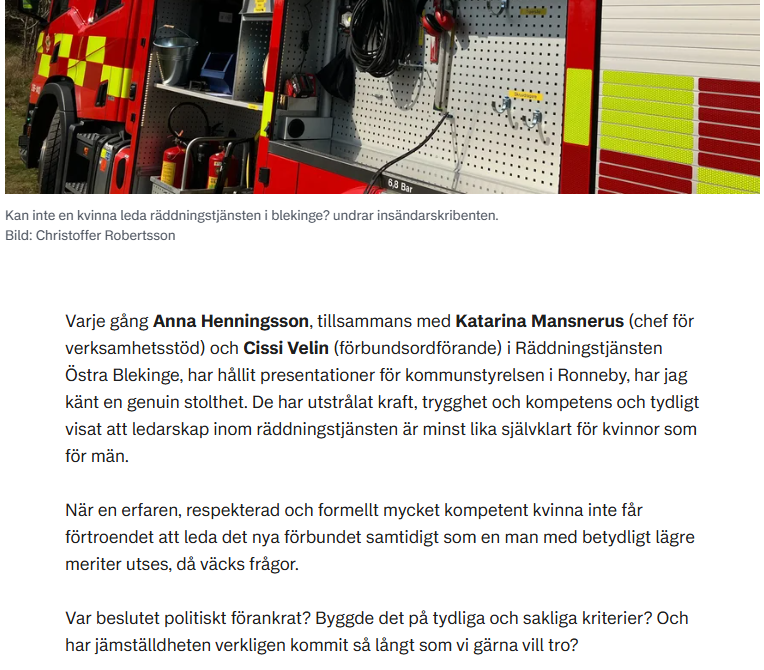 6,8 Bar
Kan inte en kvinna leda räddningstjänsten i blekinge? undrar insändarskribenten.
Bild: Christoffer Robertsson
Varje gång Anna Henningsson, tillsammans med Katarina Mansnerus (chef för
verksamhetsstöd) och Cissi Velin (förbundsordförande) i Räddningstjänsten
Östra Blekinge, har hållit presentationer för kommunstyrelsen i Ronneby, har jag
känt en genuin stolthet. De har utstrålat kraft, trygghet och kompetens och tydligt
visat att ledarskap inom räddningstjänsten är minst lika självklart för kvinnor som
för män.
När en erfaren, respekterad och formellt mycket kompetent kvinna inte får
förtroendet att leda det nya förbundet samtidigt som en man med betydligt lägre
meriter utses, då väcks frågor.
Var beslutet politiskt förankrat? Byggde det på tydliga och sakliga kriterier? Och
har jämställdheten verkligen kommit så långt som vi gärna vill tro?